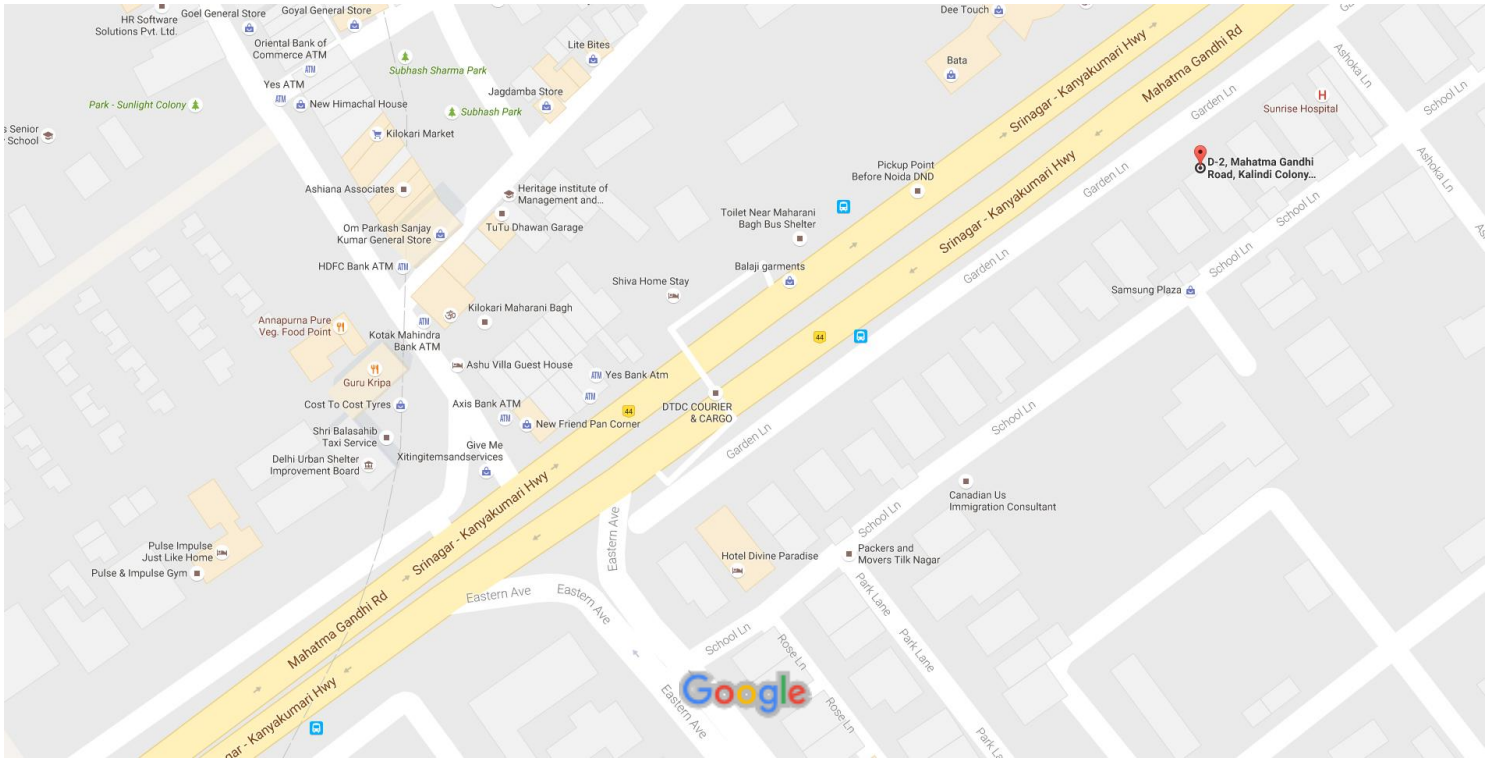 HR Software
Solutions Pvt. Ltd.
Goel General Store
Goyal General Store
Dee Touch
Oriental Bank of
Commerce ATM
Lite Bites
Subhash Sharma Park
Bata
Srinagar - Kanyakumari Hwy
Mahatma Gandhi Rd
Ashoka Ln
School Ln
Yes ATM
Park - Sunlight Colony
New Himachal House
Jagdamba Store
Subhash Park
Garden Ln
Sunrise Hospital
H
s Senior
School
Kilokari Market
Pickup Point
Before Noida DND
D-2, Mahatma Gandhi
Road, Kalindi Colony...
Ashoka Ln
Ashiana Associates
Heritage institute of
Management and...
Garden Ln
School Ln
Om Parkash Sanjay
Kumar General Store
TuTu Dhawan Garage
Toilet Near Maharani
Bagh Bus Shelter
Srinagar - Kanyakumari Hwy
HDFC Bank ATM
ATM
Balaji garments
Garden Ln
School Ln
Shiva Home Stay
Samsung Plaza
Kilokari Maharani Bagh
Annapurna Pure
Veg. Food Point
Kotak Mahindra
Bank ATM
44
Ashu Villa Guest House
Guru Kripa
Yes Bank Atm
ATM
Cost To Cost Tyres
Axis Bank ATM
ATM
44
DTDC COURIER
& CARGO
School Ln
New Friend Pan Corner
Shri Balasahib
Taxi Service
Garden Ln
Give Me
Xitingitemsandservices
Delhi Urban Shelter
Improvement Board
Srinagar - Kanyakumari Hwy
Canadian Us
Immigration Consultant
School Ln
Eastern Ave
Pulse Impulse
Just Like Home
Hotel Divine Paradise
Packers and
Movers Tilk Nagar
Pulse & Impulse Gym
Eastern Ave
Eastern Ave
Park Lane
Mahatma Gandhi Rd
School Ln
Rose Ln
Park Lane
Google
Eastern Ave
Rose Ln
nar - Kanyakumari Hwy